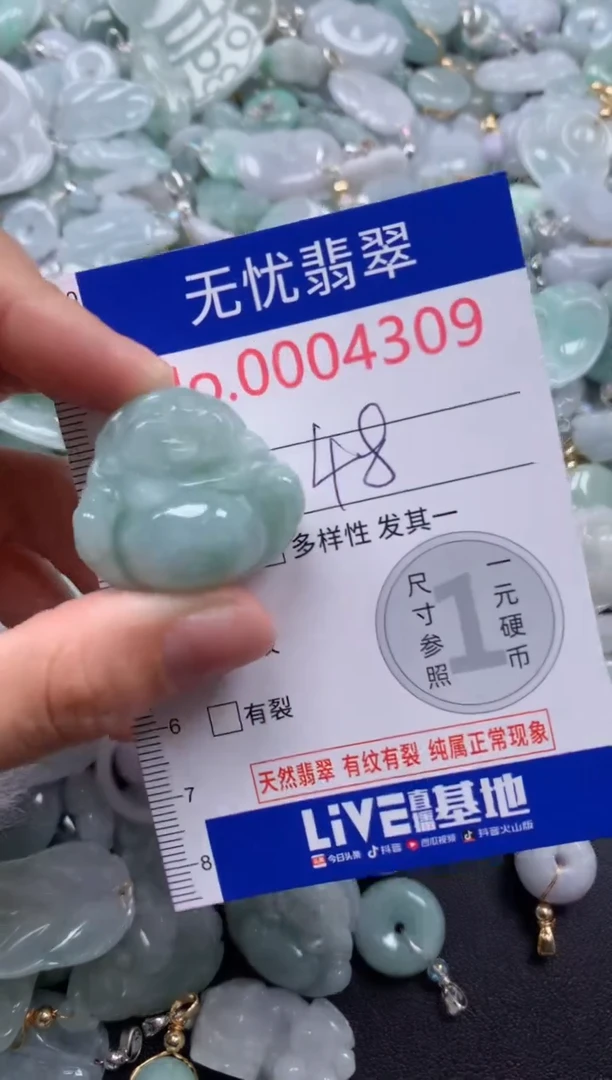 无忧翡翠
No.0004309
48
多样性 发其一
一元硬币
尺寸参照
1
有裂
6
天然翡翠 有纹有裂 纯属正常现象
7
LiVE直播基地
8
今日头条 抖音 西瓜视频 抖音火山版